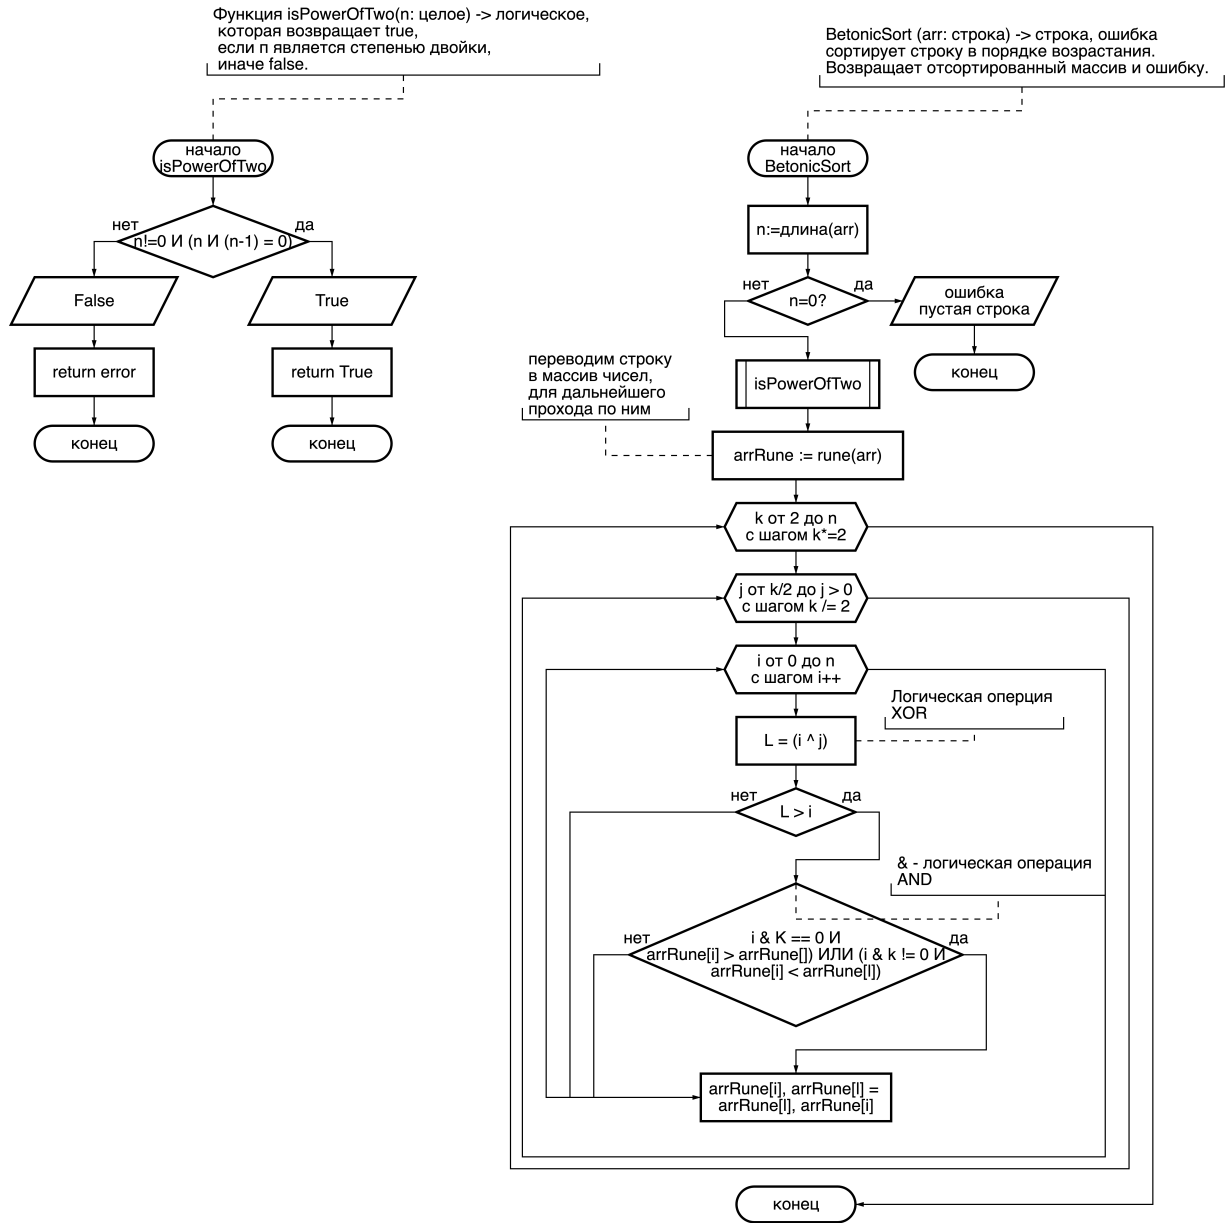 Функция isPowerOfTwo(n: целое) -> логическое,
которая возвращает true,
если п является степенью двойки,
иначе false.
начало
isPowerOfTwo
нет
да
n!=0 И (n И (n-1) = 0)
False
True
return error
return True
конец
конец
BetonicSort (arr: строка) -> строка, ошибка
сортирует строку в порядке возрастания.
Возвращает отсортированный массив и ошибку.
начало
BetonicSort
n:=длина(arr)
нет
да
n=0?
ошибка
пустая строка
конец
isPowerOfTwo
переводим строку
в массив чисел,
для дальнейшего
прохода по ним
arrRune := rune(arr)
k от 2 до n
с шагом k*=2
j от k/2 до j > 0
с шагом k /= 2
i от 0 до n
с шагом i++
Логическая оперция
XOR
L = (i ^ j)
нет
да
L > i
& - логическая операция
AND
нет
да
i & K == 0 И
arrRune[i] > arrRune[]) ИЛИ (i & k != 0 И
arrRune[i] < arrRune[l])
arrRune[i], arrRune[l] =
arrRune[l], arrRune[i]
конец